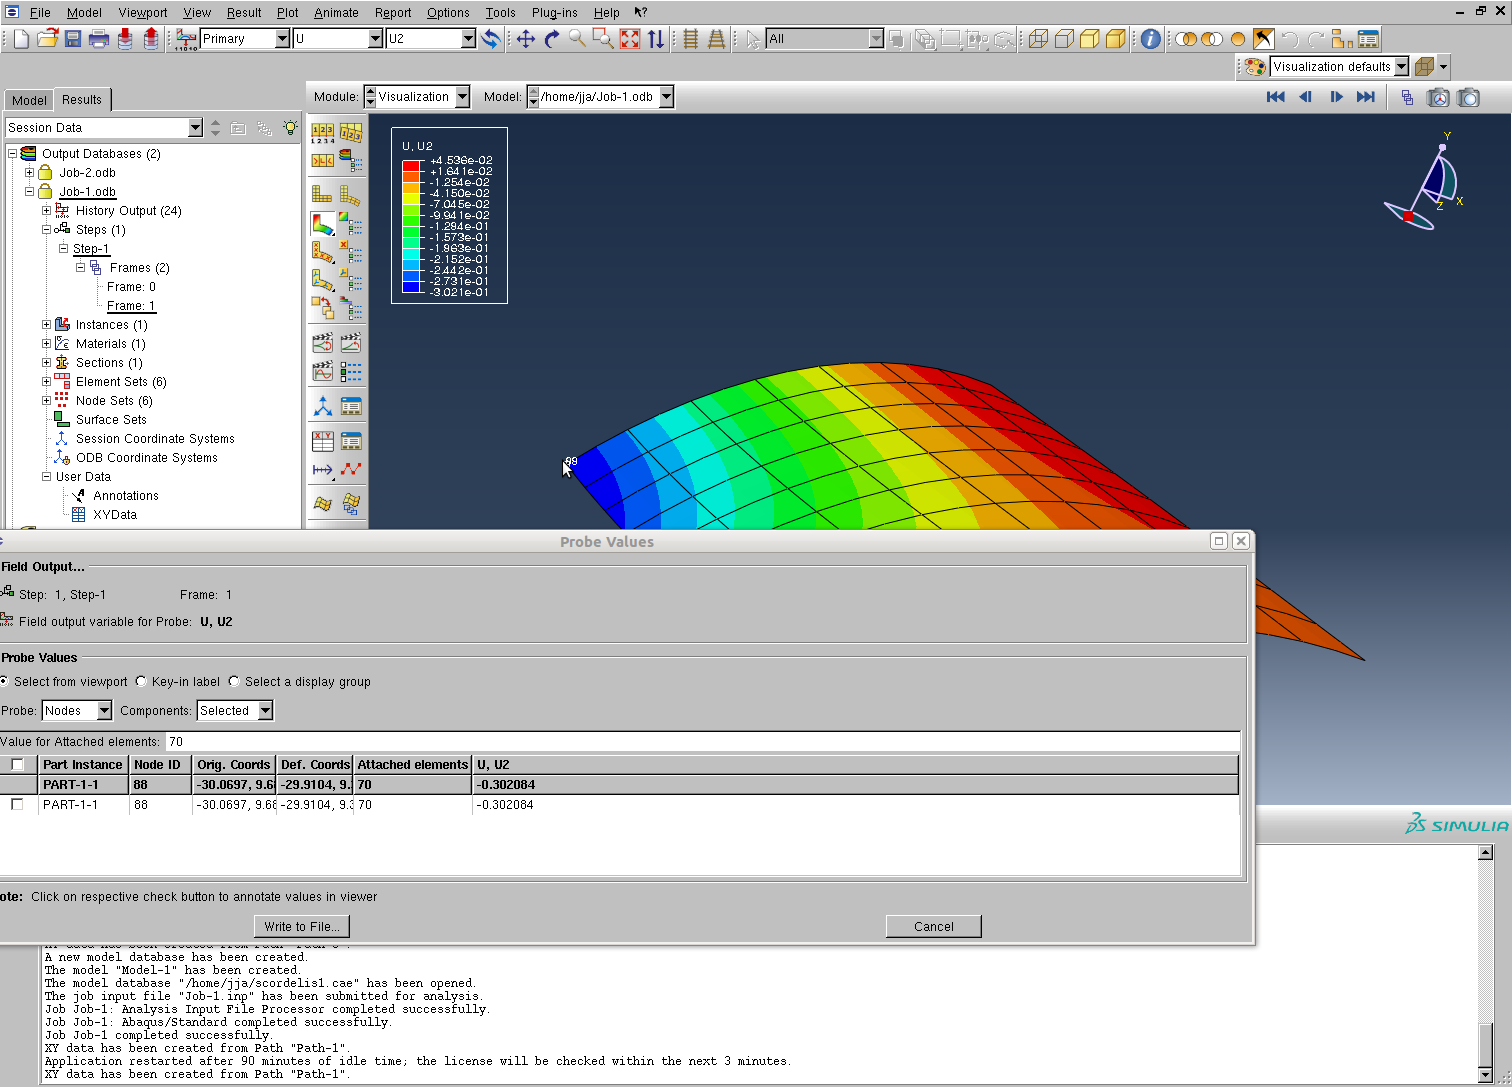 File Model Viewport View Result Plot Animate Report Options Tools Plug-ins Help ?
Primary U U2 All
Visualization defaults
Model Results Module: Visualization Model: /home/jja/Job-1.odb
Session Data
Output Databases (2)
Job-2.odb
Job-1.odb
History Output (24)
Steps (1)
Step-1
Frames (2)
Frame: 0
Frame: 1
Instances (1)
Materials (1)
Sections (1)
Element Sets (6)
Node Sets (6)
Surface Sets
Session Coordinate Systems
ODB Coordinate Systems
User Data
Annotations
XYData
U, U2
+4.536e-02
+1.641e-02
-1.254e-02
-4.150e-02
-7.045e-02
-9.941e-02
-1.284e-01
-1.573e-01
-1.863e-01
-2.152e-01
-2.442e-01
-2.731e-01
-3.021e-01
Y
Z X
Probe Values
Field Output...
Step: 1, Step-1 Frame: 1
Field output variable for Probe: U, U2
Probe Values
Select from viewport Key-in label Select a display group
Probe: Nodes Components: Selected
Value for Attached elements: 70
Part Instance Node ID Orig. Coords Def. Coords Attached elements U, U2
PART-1-1 88 -30.0697, 9.6 -29.9104, 9. 70 -0.302084
PART-1-1 88 -30.0697, 9.68 -29.9104, 9.3 70 -0.302084
ote: Click on respective check button to annotate values in viewer
Write to File... Cancel
SIMULIA
A new model database has been created.
The model "Model-1" has been created.
The model database "/home/jja/scordelis1.cae" has been opened.
The job input file "Job-1.inp" has been submitted for analysis.
Job Job-1: Analysis Input File Processor completed successfully.
Job Job-1: Abaqus/Standard completed successfully.
Job Job-1 completed successfully.
XY data has been created from Path "Path-1".
Application restarted after 90 minutes of idle time; the license will be checked within the next 3 minutes.
XY data has been created from Path "Path-1".